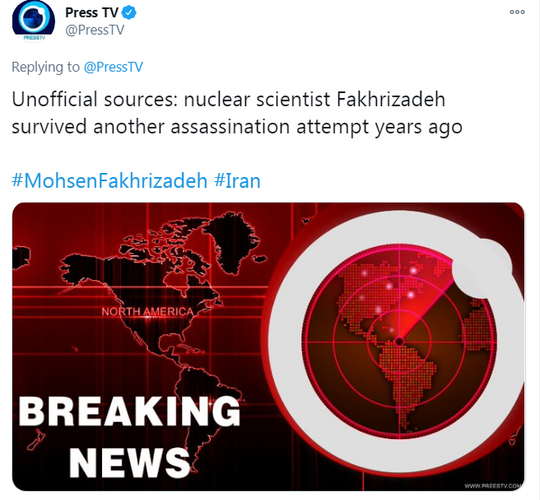 PRESSTV
Press TV
@PressTV
Replying to @PressTV
Unofficial sources: nuclear scientist Fakhrizadeh
survived another assassination attempt years ago
#MohsenFakhrizadeh #Iran
NORTH AMERICA
BREAKING
NEWS
WWW.PREESTV.COM